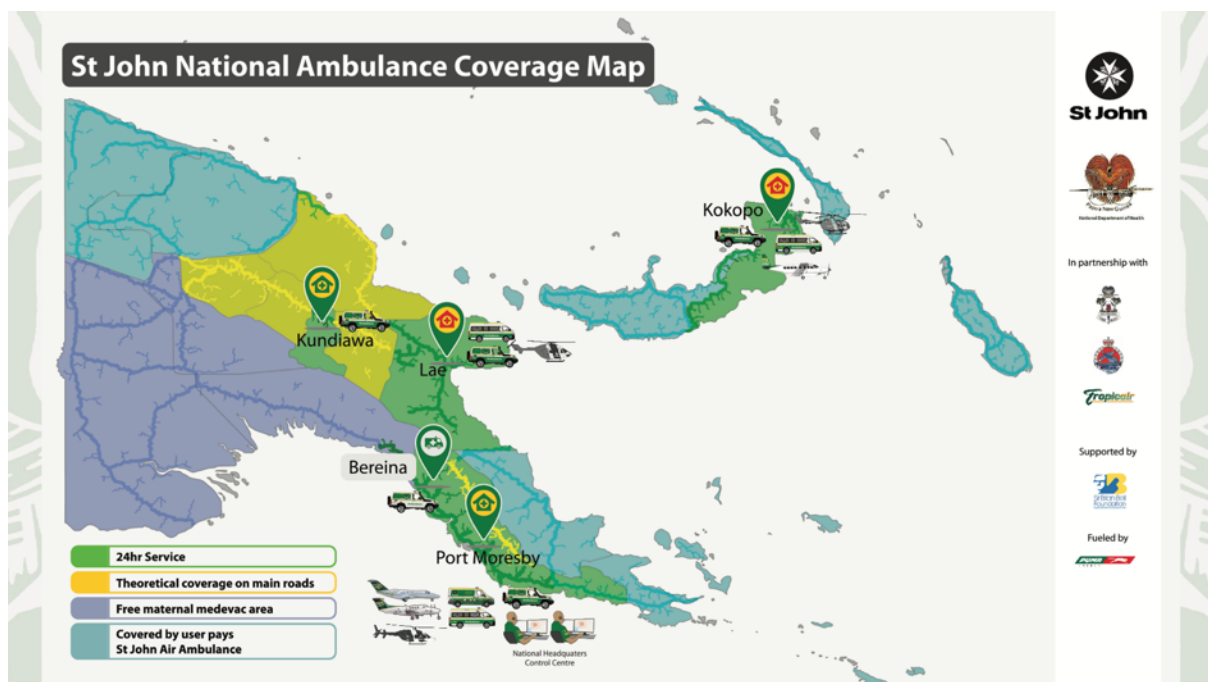 St John National Ambulance Coverage Map
St John
National Department of Health
In partnership with
Tropicair
Supported by
Fueled by
Kokopo
Kundiawa
Lae
Bereina
Port Moresby
National Headquaters
Control Centre
24hr Service
Theoretical coverage on main roads
Free maternal medevac area
Covered by user pays
St John Air Ambulance